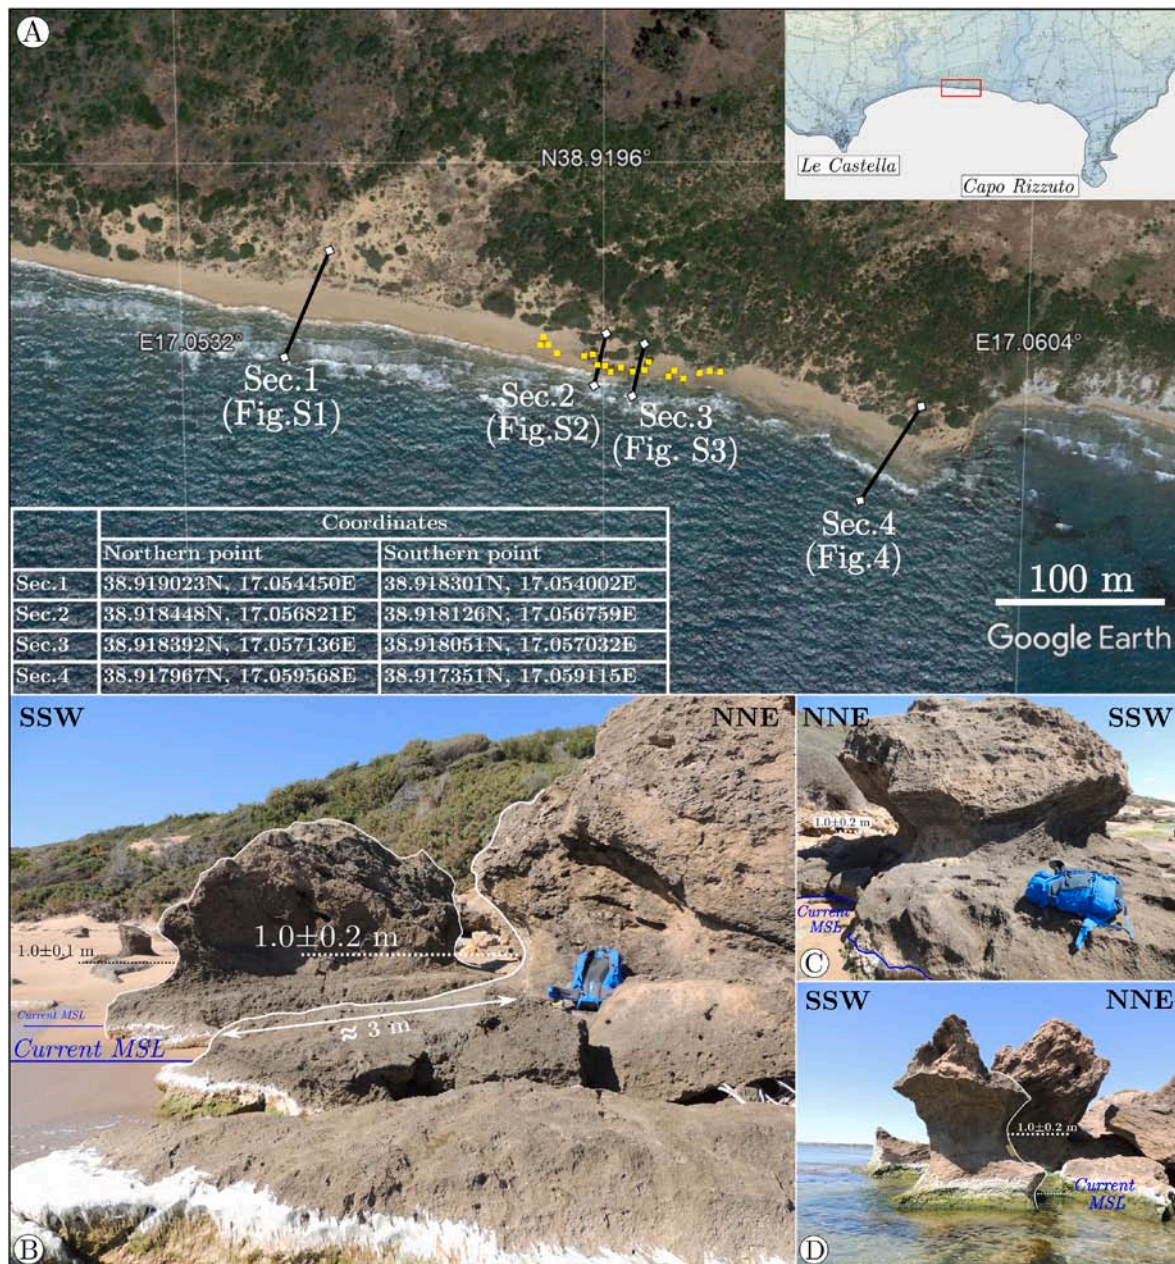 A
N38.9196°
Le Castella
Capo Rizzuto
E17.0532°
E17.0604°
Sec.1
(Fig.S1)
Sec.2
(Fig.S2)
Sec.3
(Fig. S3)
Sec.4
(Fig.4)
Coordinates
Northern point Southern point
Sec.1 38.919023N, 17.054450E 38.918301N, 17.054002E
Sec.2 38.918448N, 17.056821E 38.918126N, 17.056759E
Sec.3 38.918392N, 17.057136E 38.918051N, 17.057032E
Sec.4 38.917967N, 17.059568E 38.917351N, 17.059115E
100 m
Google Earth
SSW NNE
1.0±0.1 m
1.0±0.2 m
Current MSL
Current MSL
≈ 3 m
B
NNE SSW
1.0±0.2 m
Current
MSL
C
SSW NNE
1.0±0.2 m
Current
MSL
D